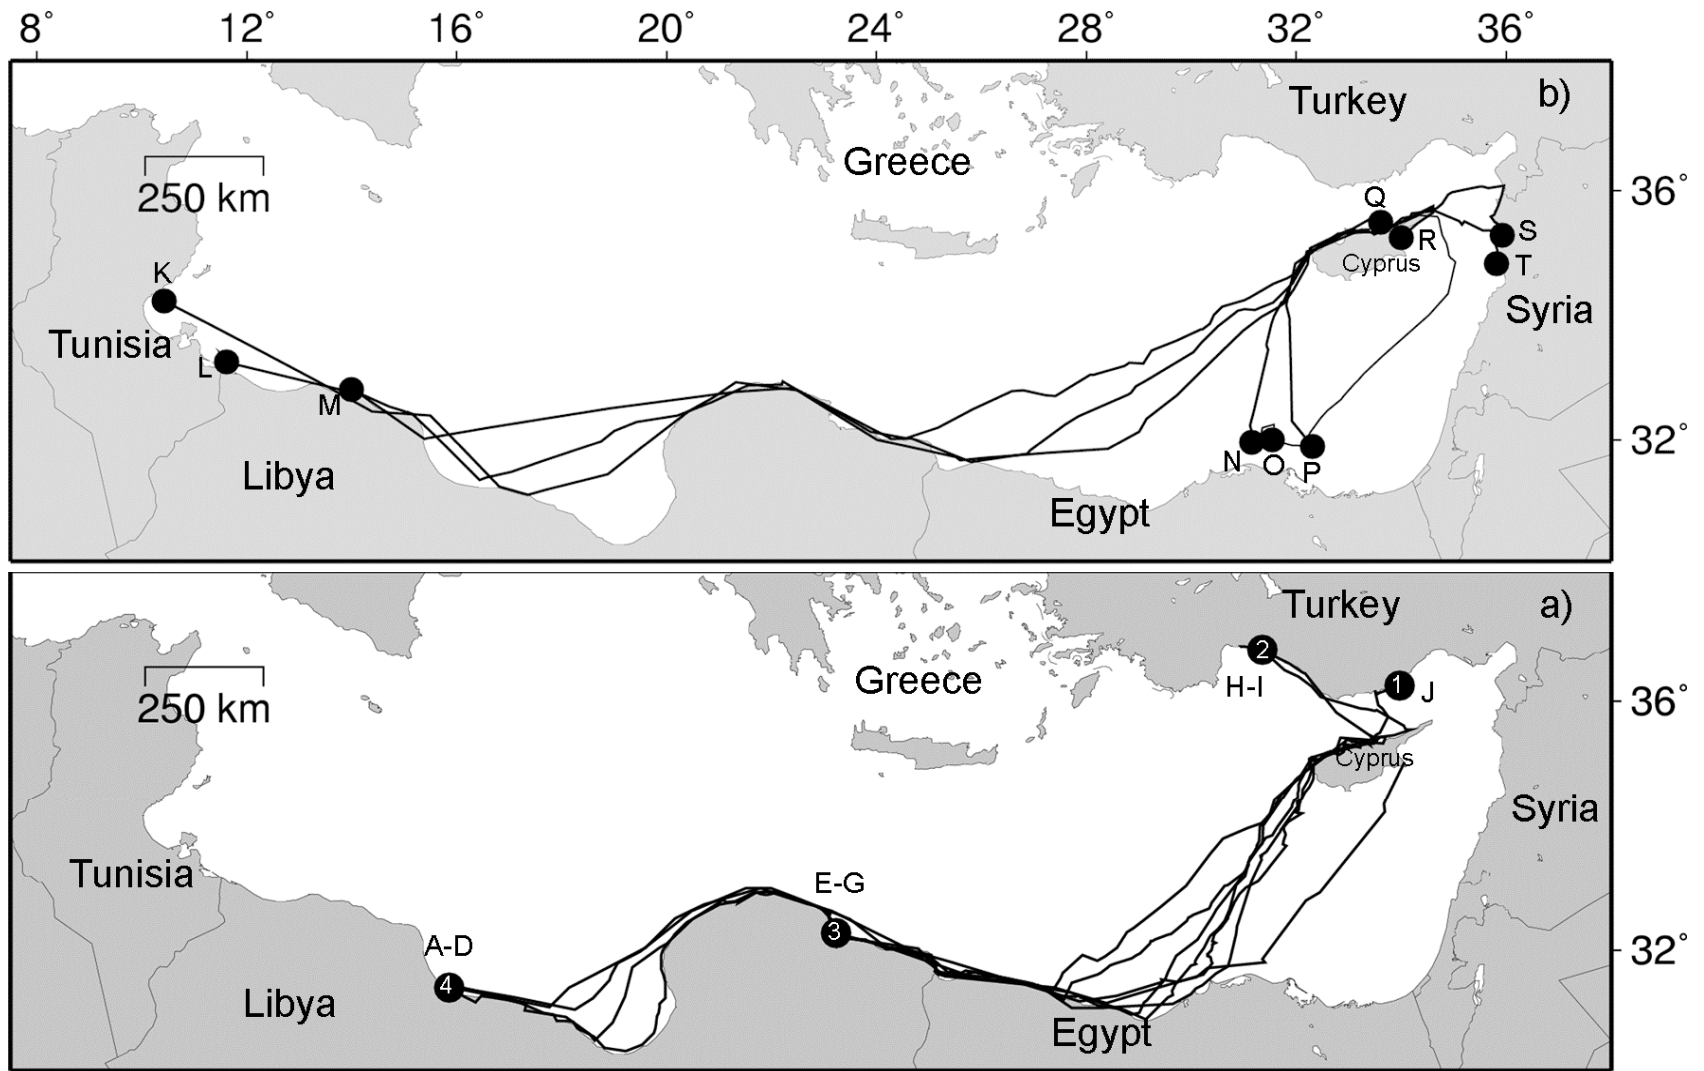 8° 12° 16° 20° 24° 28° 32° 36°
Turkey b)
Greece
250 km
36°
Q
R
S
Cyprus
T
K
Syria
Tunisia
L
M
32°
N O P
Libya
Egypt
Turkey a)
2
Greece
H-I
1 J
250 km
36°
Cyprus
Syria
Tunisia
E-G
3
A-D
32°
4
Libya
Egypt